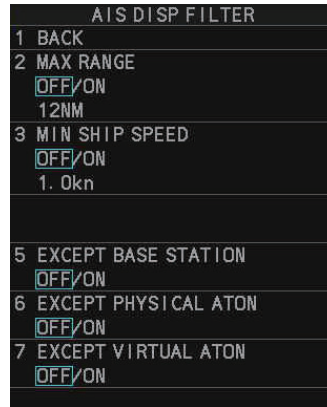 AIS DISP FILTER
1 BACK
2 MAX RANGE
OFF/ON
12NM
3 MIN SHIP SPEED
OFF/ON
1.0kn
5 EXCEPT BASE STATION
OFF/ON
6 EXCEPT PHYSICAL ATON
OFF/ON
7 EXCEPT VIRTUAL ATON
OFF/ON